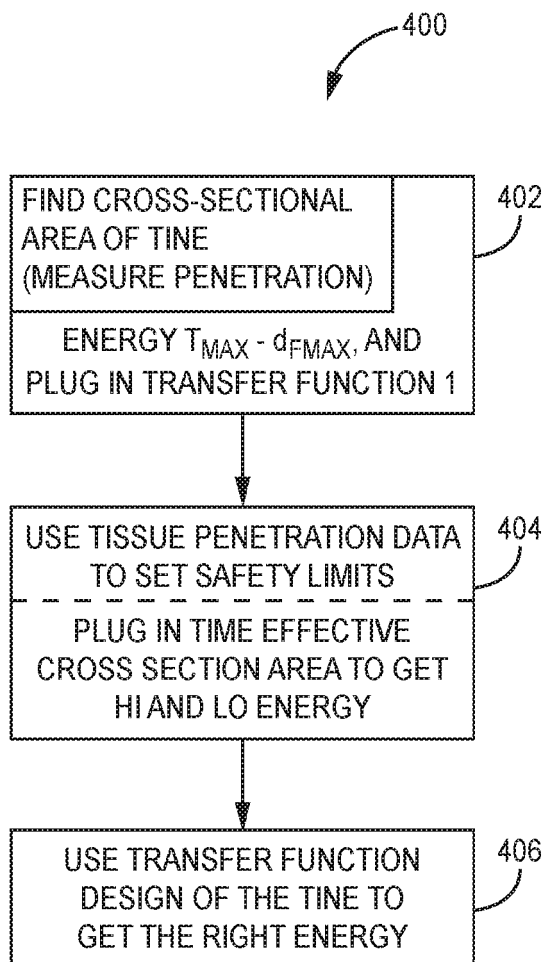 400
FIND CROSS-SECTIONAL
AREA OF TINE
(MEASURE PENETRATION)
402
ENERGY TMAX - dFMAX, AND
PLUG IN TRANSFER FUNCTION 1
USE TISSUE PENETRATION DATA
TO SET SAFETY LIMITS
404
PLUG IN TIME EFFECTIVE
CROSS SECTION AREA TO GET
HI AND LO ENERGY
USE TRANSFER FUNCTION
DESIGN OF THE TINE TO
GET THE RIGHT ENERGY
406